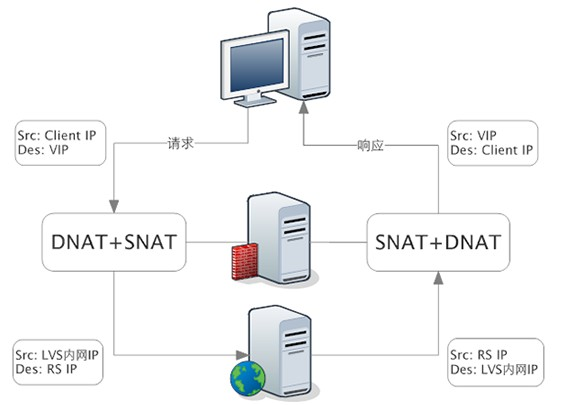 Src: Client IP
Des: VIP
请求
响应
Src: VIP
Des: Client IP
DNAT+SNAT
SNAT+DNAT
Src: LVS内网IP
Des: RS IP
Src: RS IP
Des: LVS内网IP